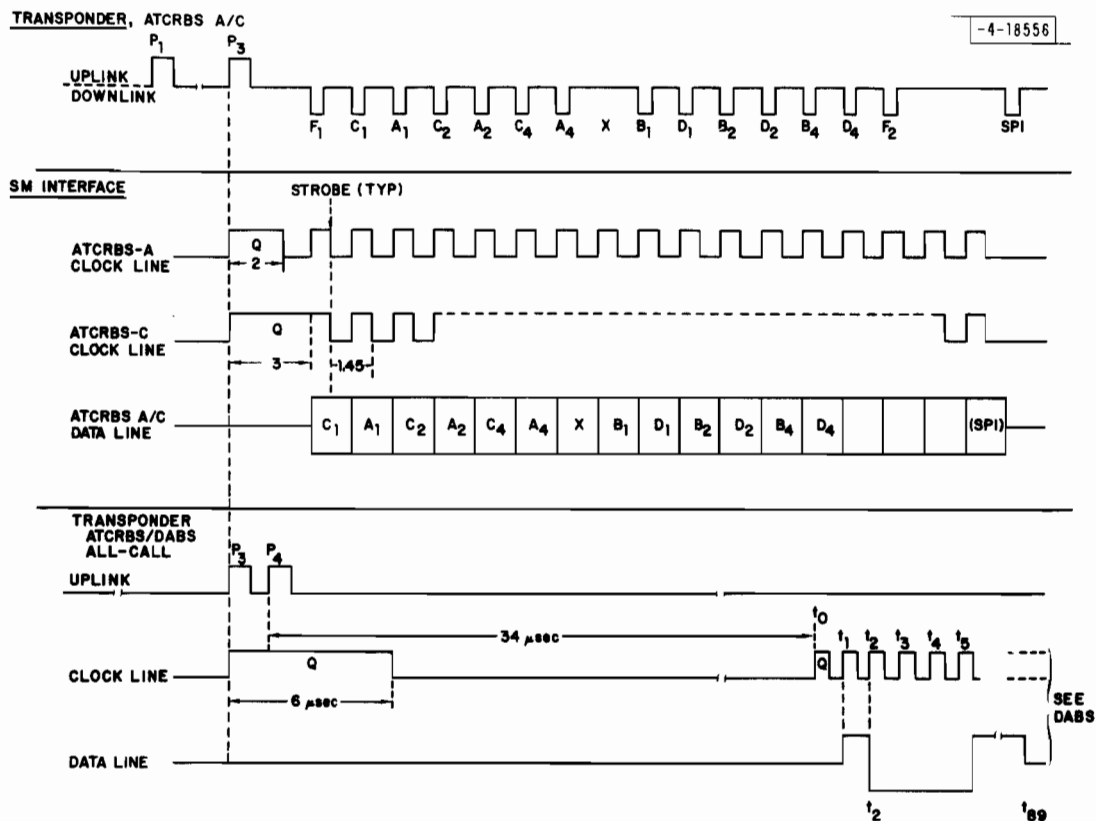 TRANSPONDER, ATCRBS A/C
-4-18556
P1 P3
UPLINK
DOWNLINK
F1 C1 A1 C2 A2 C4 A4 X B1 D1 B2 D2 B4 D4 F2 SPI
SM INTERFACE
STROBE (TYP)
ATCRBS-A
CLOCK LINE
Q
2
ATCRBS-C
CLOCK LINE
Q
3
1.45
ATCRBS A/C
DATA LINE
C1 A1 C2 A2 C4 A4 X B1 D1 B2 D2 B4 D4 (SPI)
TRANSPONDER
ATCRBS/DABS
ALL-CALL
P3 P4
UPLINK
34 μsec
t0
t1 t2 t3 t4 t5
CLOCK LINE
Q
Q
6 μsec
SEE
DABS
DATA LINE
t2
t89